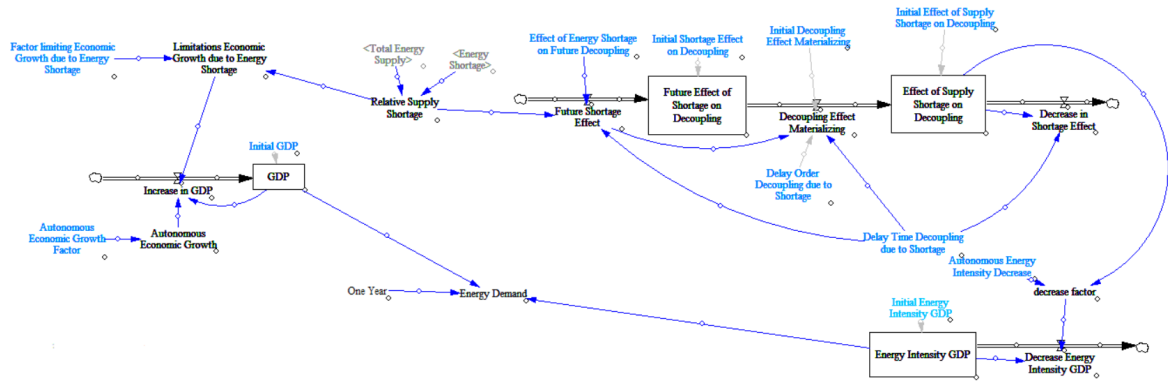 Factor limiting Economic
Growth due to Energy
Shortage
Limitations Economic
Growth due to Energy
Shortage
<Total Energy
Supply>
<Energy
Shortage>
Relative Supply
Shortage
Effect of Energy Shortage
on Future Decoupling
Initial Shortage Effect
on Decoupling
Initial Decoupling
Effect Materializing
Initial Effect of Supply
Shortage on Decoupling
Future Shortage
Effect
Future Effect of
Shortage on
Decoupling
Decoupling Effect
Materializing
Effect of Supply
Shortage on
Decoupling
Decrease in
Shortage Effect
Delay Order
Decoupling due to
Shortage
Initial GDP
GDP
Increase in GDP
Autonomous
Economic Growth
Factor
Autonomous
Economic Growth
Delay Time Decoupling
due to Shortage
Autonomous Energy
Intensity Decrease
decrease factor
One Year
Energy Demand
Initial Energy
Intensity GDP
Energy Intensity GDP
Decrease Energy
Intensity GDP